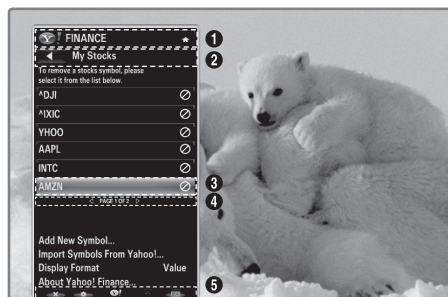 Y! FINANCE
1
My Stocks
2
To remove a stocks symbol, please
select it from the list below.
^DJI
^IXIC
YHOO
AAPL
INTC
AMZN
3
PAGE 1 OF 2
4
Add New Symbol...
Import Symbols From Yahoo!...
Display Format Value
About Yahoo! Finance...
5
Y!